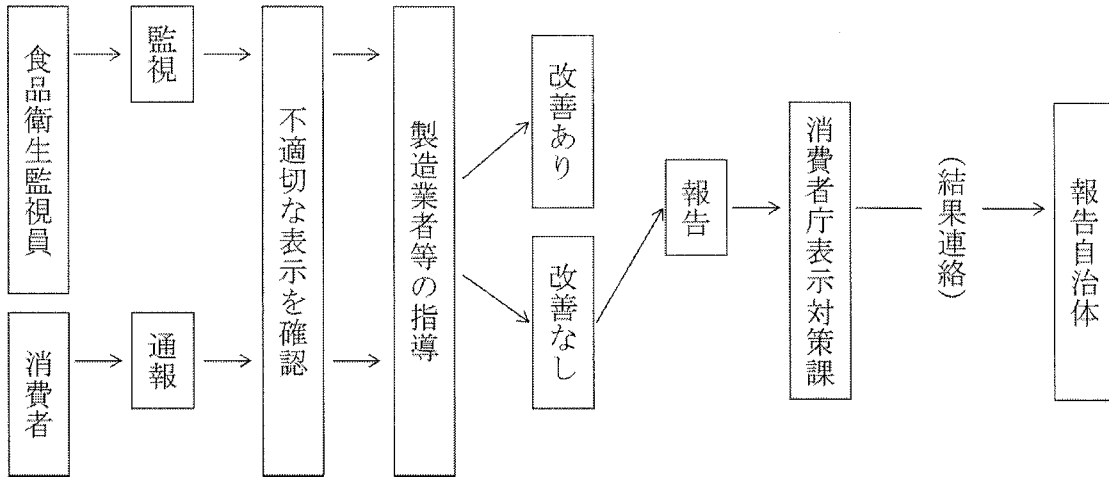 食品衛生監視員
監視
消費者
通報
不適切な表示を確認
製造業者等の指導
改善あり
改善なし
報告
消費者庁表示対策課
(結果連絡)
報告自治体